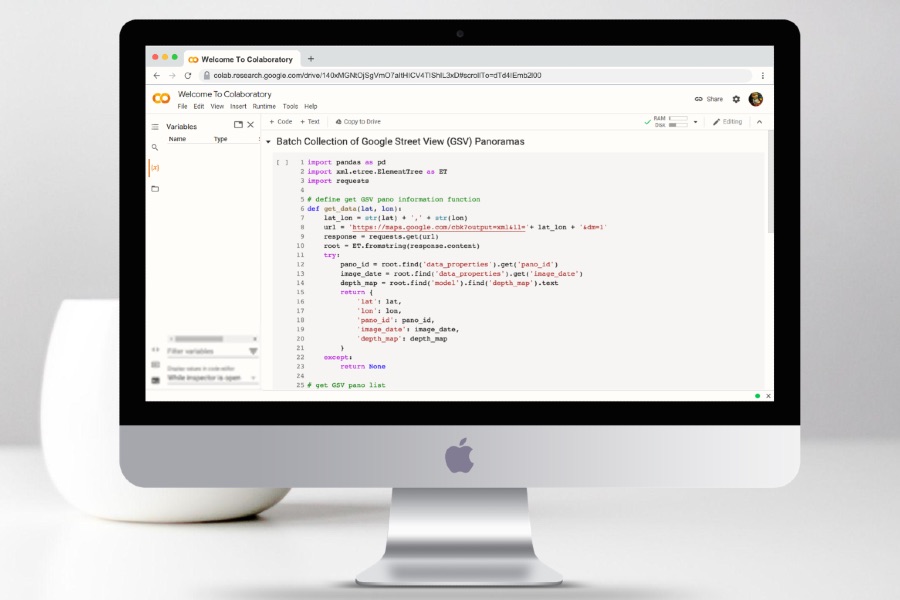 Welcome To Colaboratory
Welcome To Colaboratory
File Edit View Insert Runtime Tools Help
Share
+ Code + Text Copy to Drive
RAM
DISK
Editing
Variables
Name Type
Batch Collection of Google Street View (GSV) Panoramas
[ ]
1 import pandas as pd
2 import xml.etree.ElementTree as ET
3 import requests
4
5 # define get GSV pano information function
6 def get_data(lat, lon):
7 lat_lon = str(lat) + ',' + str(lon)
8 url = 'https://maps.google.com/cbk?output=xml&ll='+ lat_lon + '&dm=1'
9 response = requests.get(url)
10 root = ET.fromstring(response.content)
11 try:
12 pano_id = root.find('data_properties').get('pano_id')
13 image_date = root.find('data_properties').get('image_date')
14 depth_map = root.find('model').find('depth_map').text
15 return {
16 'lat': lat,
17 'lon': lon,
18 'pano_id': pano_id,
19 'image_date': image_date,
20 'depth_map': depth_map
21 }
22 except:
23 return None
24
25 # get GSV pano list
Filter variables
Display values in code editor
While inspector is open